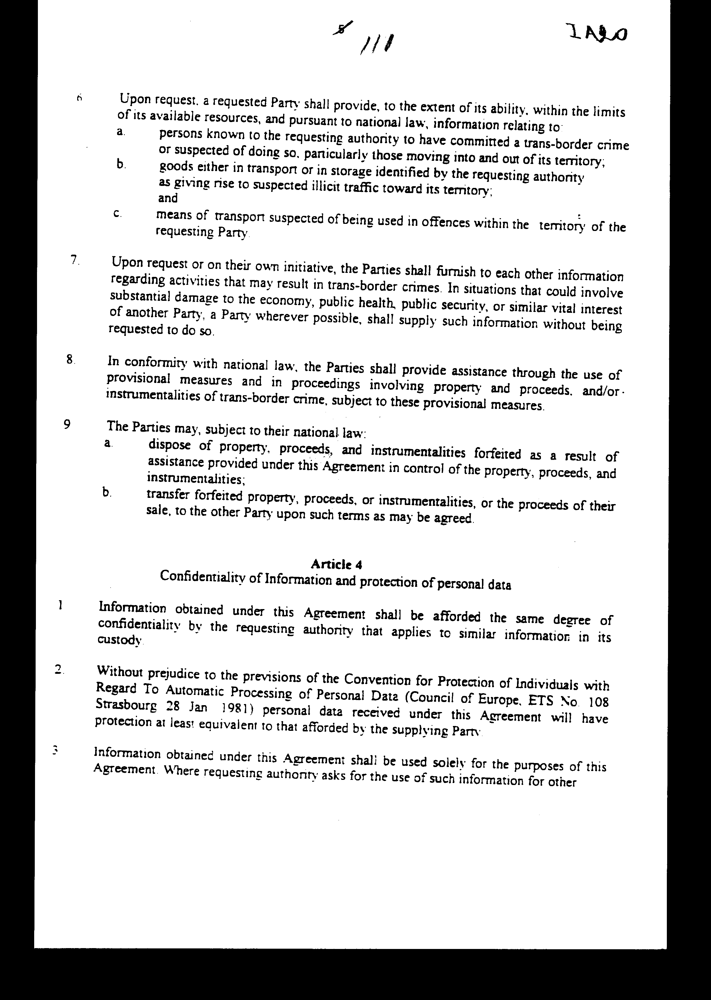 5
111
6 Upon request, a requested Party shall provide, to the extent of its ability, within the limits
of its available resources, and pursuant to national law, information relating to:
a. persons known to the requesting authority to have committed a trans-border crime
or suspected of doing so, particularly those moving into and out of its territory;
b. goods either in transport or in storage identified by the requesting authority
as giving rise to suspected illicit traffic toward its territory;
and
c. means of transport suspected of being used in offences within the territory of the
requesting Party.
7. Upon request or on their own initiative, the Parties shall furnish to each other information
regarding activities that may result in trans-border crimes. In situations that could involve
substantial damage to the economy, public health, public security, or similar vital interest
of another Party, a Party wherever possible, shall supply such information without being
requested to do so.
8. In conformity with national law, the Parties shall provide assistance through the use of
provisional measures and in proceedings involving property and proceeds, and/or
instrumentalities of trans-border crime, subject to these provisional measures.
9 The Parties may, subject to their national law:
a. dispose of property, proceeds, and instrumentalities forfeited as a result of
assistance provided under this Agreement in control of the property, proceeds, and
instrumentalities;
b. transfer forfeited property, proceeds, or instrumentalities, or the proceeds of their
sale, to the other Party upon such terms as may be agreed.
Article 4
Confidentiality of Information and protection of personal data
1 Information obtained under this Agreement shall be afforded the same degree of
confidentiality by the requesting authority that applies to similar information in its
custody.
2. Without prejudice to the previsions of the Convention for Protection of Individuals with
Regard To Automatic Processing of Personal Data (Council of Europe, ETS No. 108
Strasbourg 28 Jan 1981) personal data received under this Agreement will have
protection at least equivalent to that afforded by the supplying Party.
3 Information obtained under this Agreement shall be used solely for the purposes of this
Agreement. Where requesting authority asks for the use of such information for other